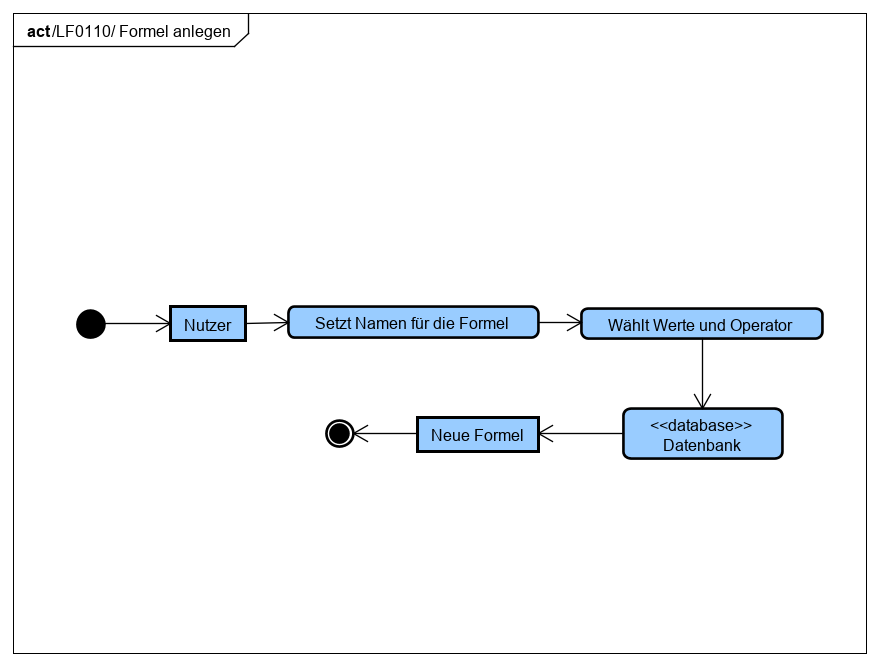 act/LF0110/ Formel anlegen
Nutzer
Setzt Namen für die Formel
Wählt Werte und Operator
<<database>>
Datenbank
Neue Formel